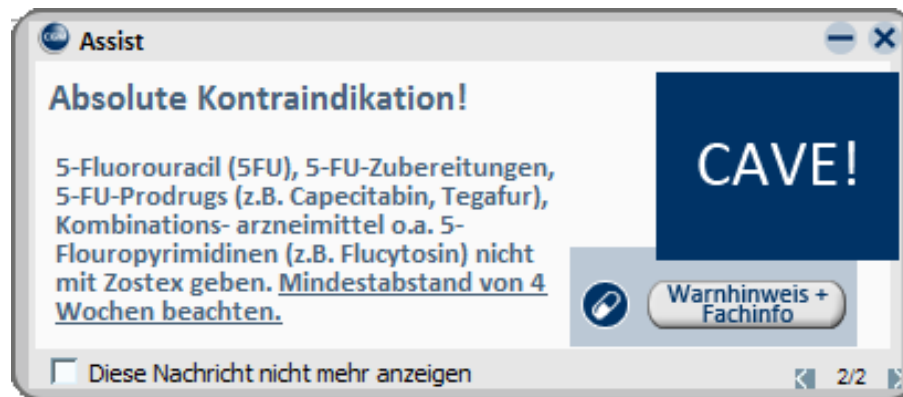 CGM Assist
Absolute Kontraindikation!
5-Fluorouracil (5FU), 5-FU-Zubereitungen,
5-FU-Prodrugs (z.B. Capecitabin, Tegafur),
Kombinations- arzneimittel o.a. 5-
Flouropyrimidinen (z.B. Flucytosin) nicht
mit Zostex geben. Mindestabstand von 4
Wochen beachten.
CAVE!
Warnhinweis +
Fachinfo
Diese Nachricht nicht mehr anzeigen
2/2